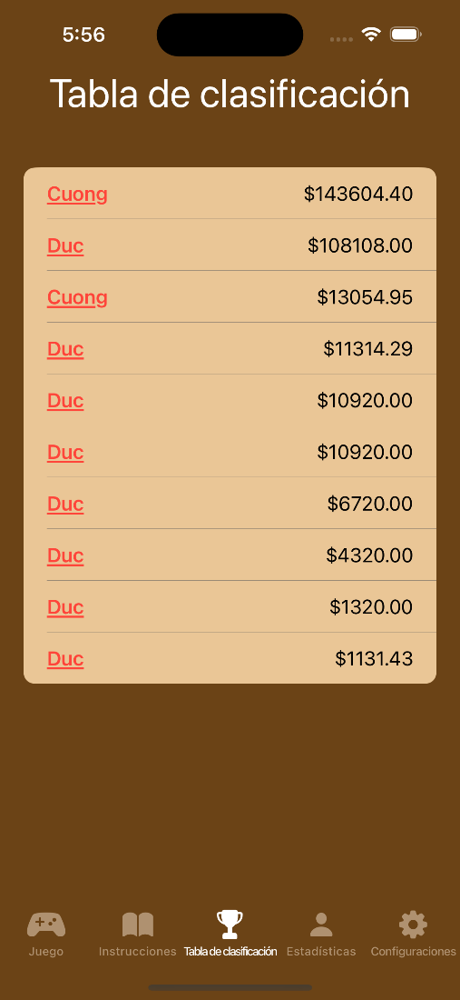 5:56
Tabla de clasificación
Cuong $143604.40
Duc $108108.00
Cuong $13054.95
Duc $11314.29
Duc $10920.00
Duc $10920.00
Duc $6720.00
Duc $4320.00
Duc $1320.00
Duc $1131.43
Juego Instrucciones Tabla de clasificación Estadísticas Configuraciones